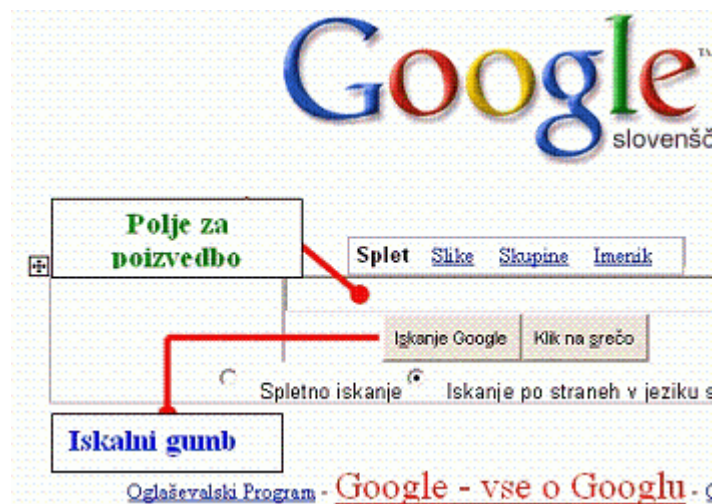 Google
slovenšč
Polje za
poizvedbo
Splet Slike Skupine Imenik
Iskanje Google Klik na srečo
Spletno iskanje Iskanje po straneh v jeziku s
Iskalni gumb
Oglaševalski Program - Google - vse o Googlu -